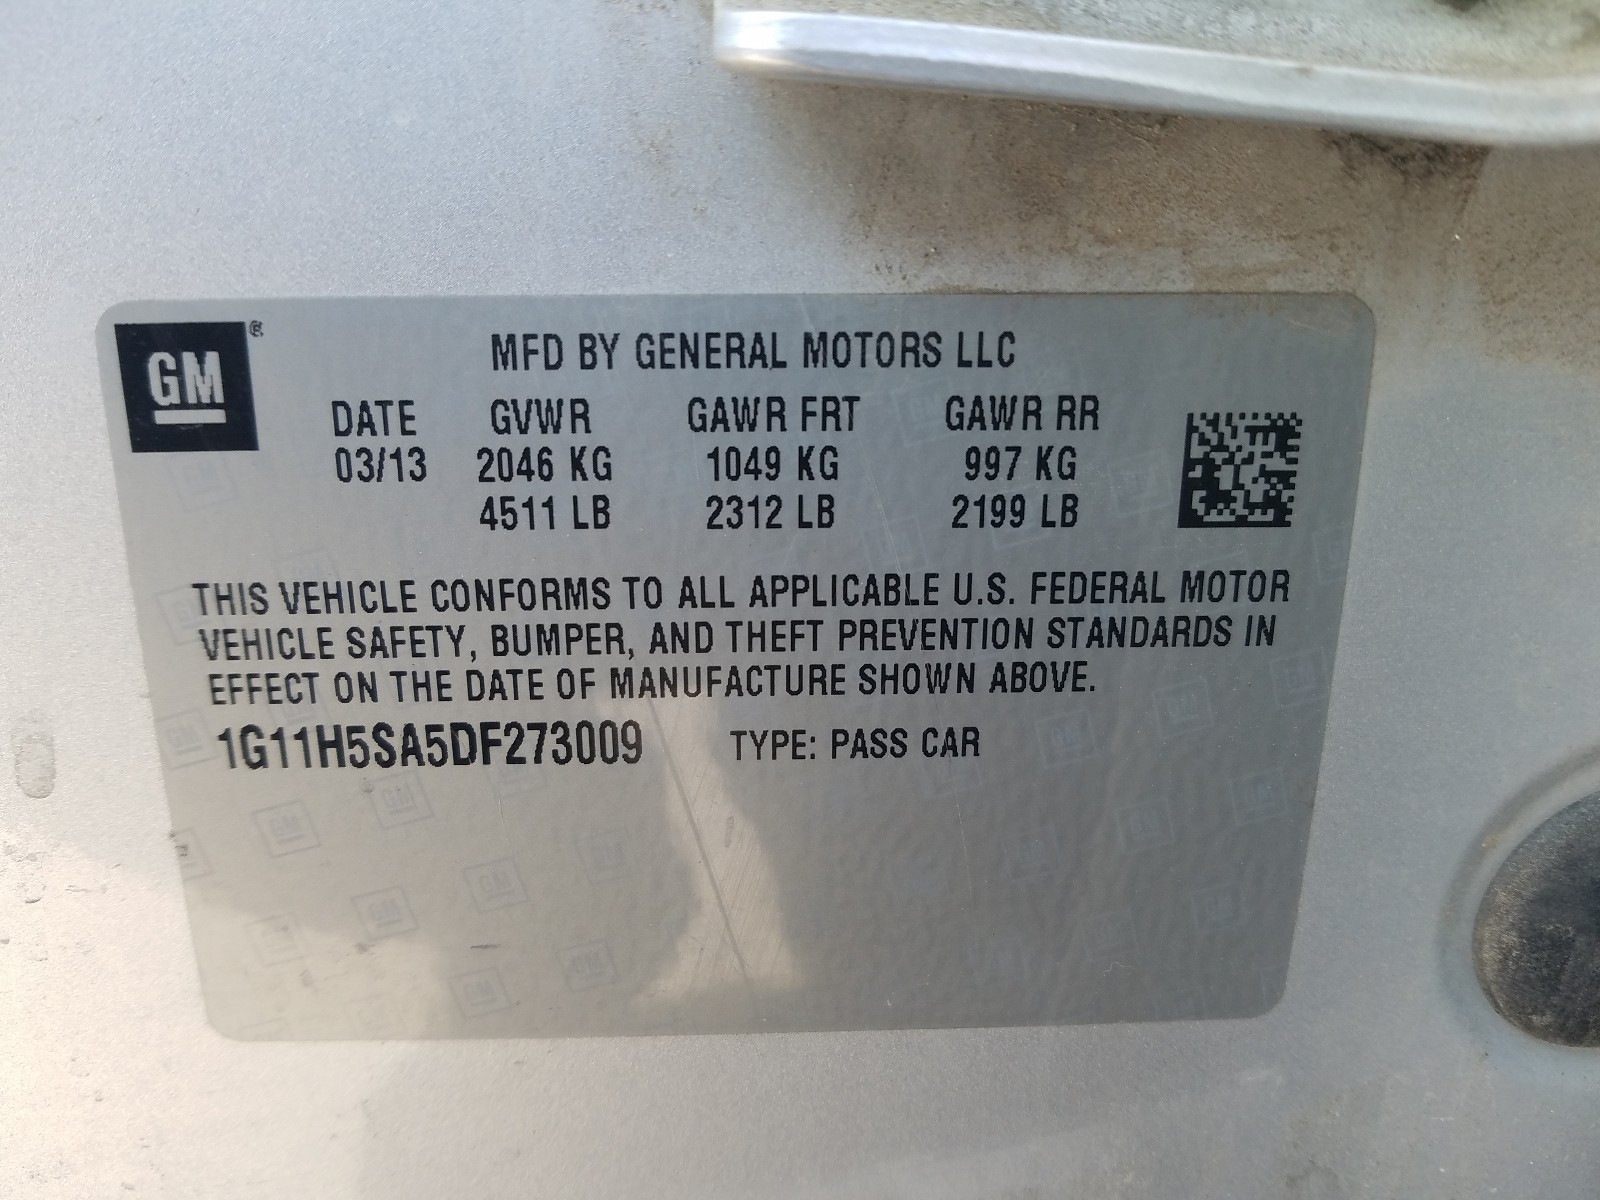 GM ®
MFD BY GENERAL MOTORS LLC
DATE GVWR GAWR FRT GAWR RR
03/13 2046 KG 1049 KG 997 KG
4511 LB 2312 LB 2199 LB
THIS VEHICLE CONFORMS TO ALL APPLICABLE U.S. FEDERAL MOTOR
VEHICLE SAFETY, BUMPER, AND THEFT PREVENTION STANDARDS IN
EFFECT ON THE DATE OF MANUFACTURE SHOWN ABOVE.
1G11H5SA5DF273009 TYPE: PASS CAR